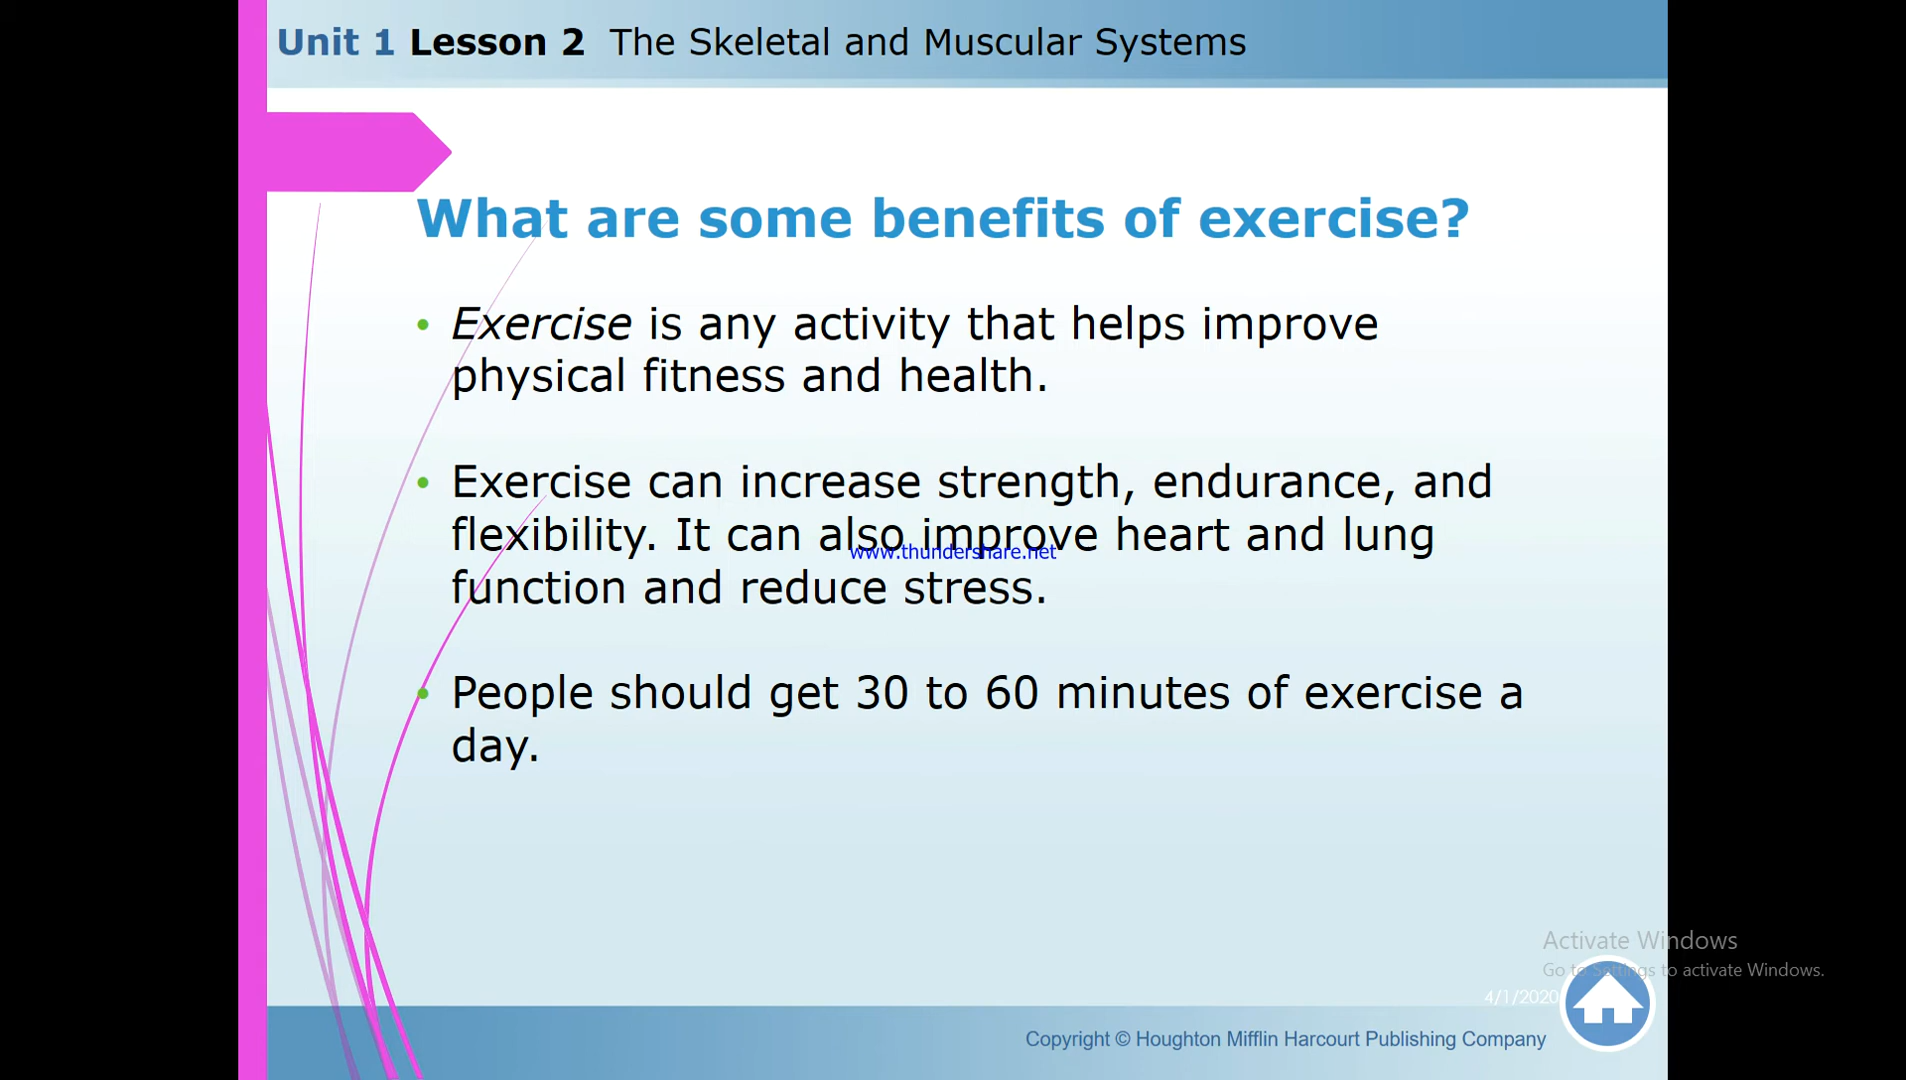 Unit 1 Lesson 2 The Skeletal and Muscular Systems
What are some benefits of exercise?
• Exercise is any activity that helps improve
physical fitness and health.
• Exercise can increase strength, endurance, and
flexibility. It can also improve heart and lung
www.thundershare.net
function and reduce stress.
• People should get 30 to 60 minutes of exercise a
day.
Activate Windows
Go to Settings to activate Windows.
4/1/2020
Copyright © Houghton Mifflin Harcourt Publishing Company